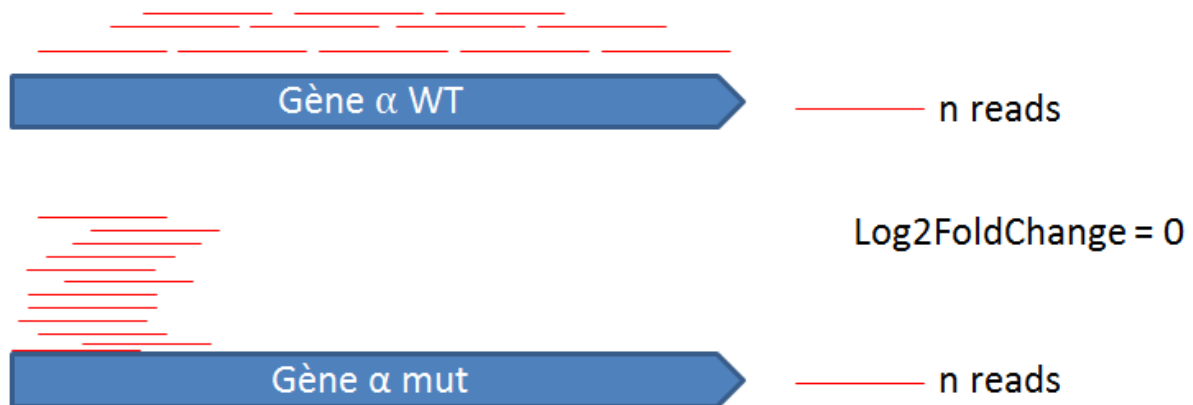 Gène α WT
n reads
Log2FoldChange = 0
Gène α mut
n reads